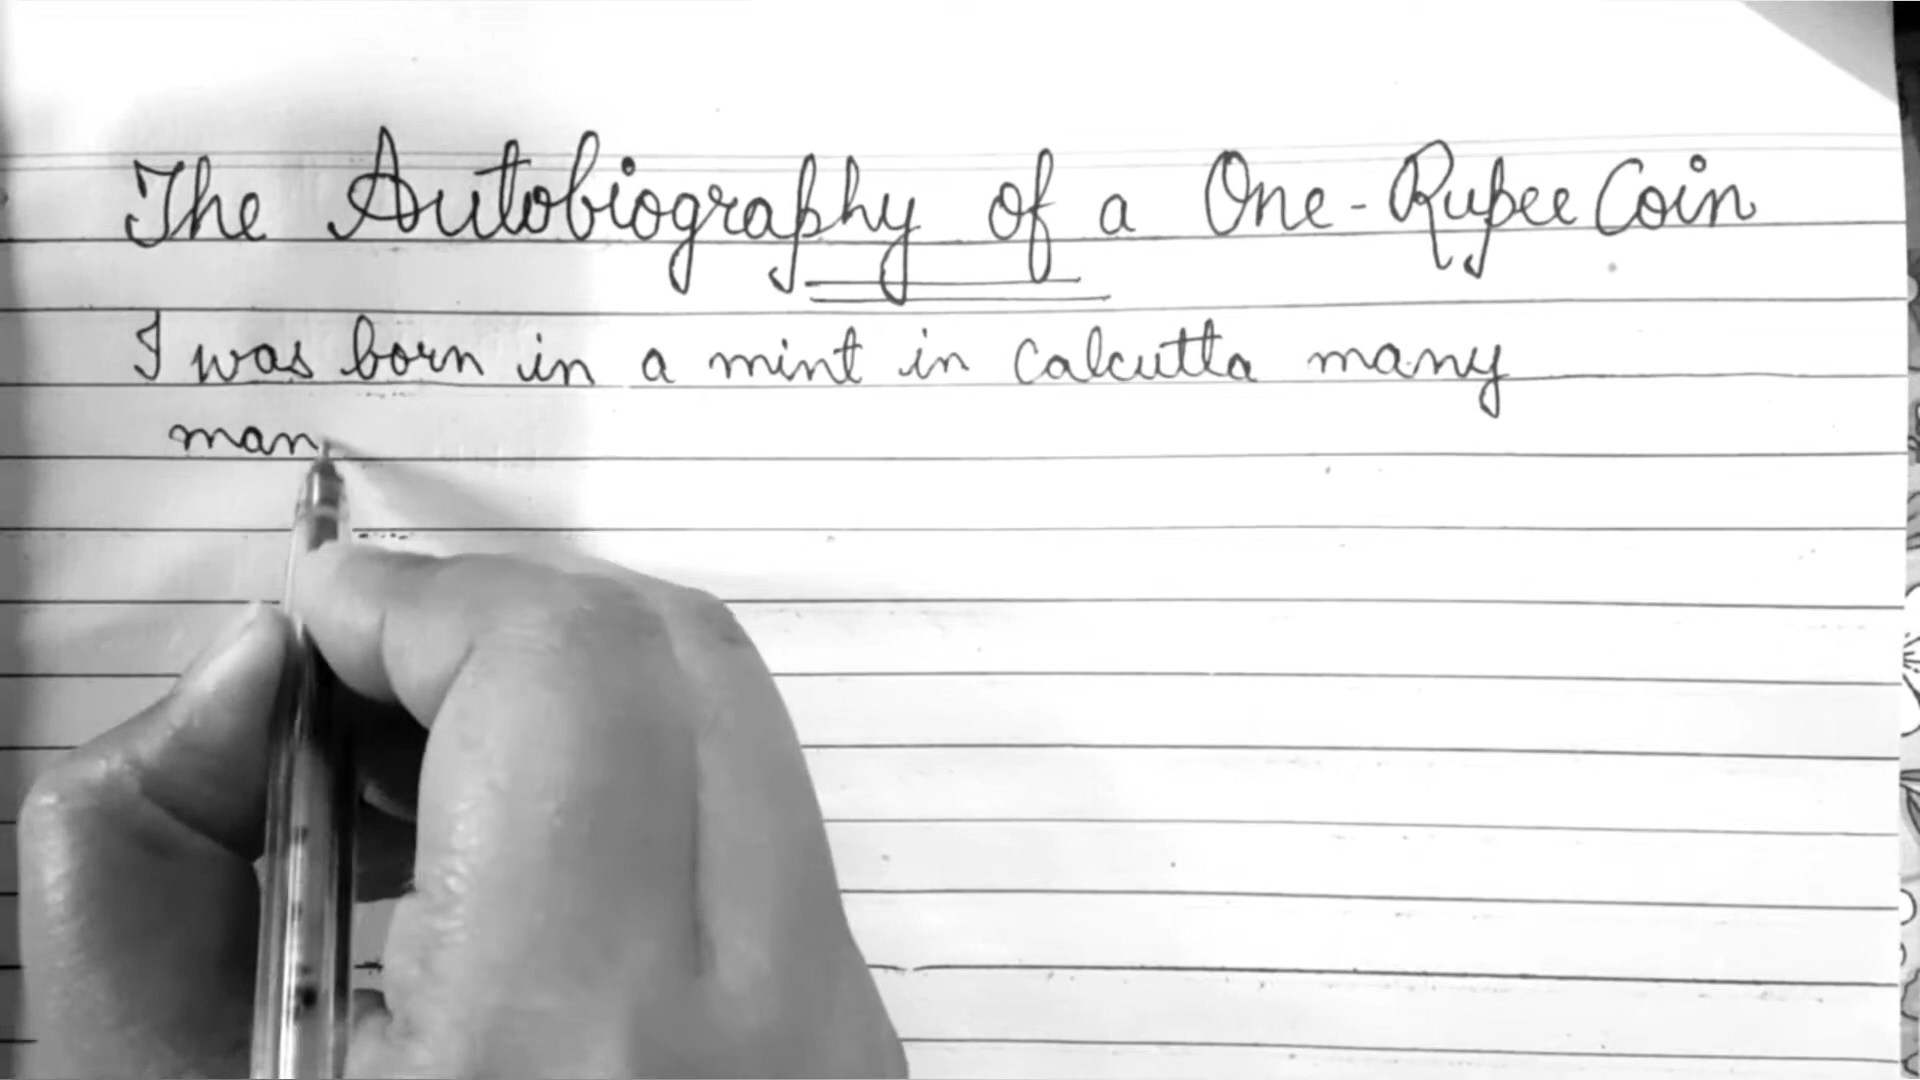 The Autobiography of a One-Rupee Coin
I was born in a mint in Calcutta many
man